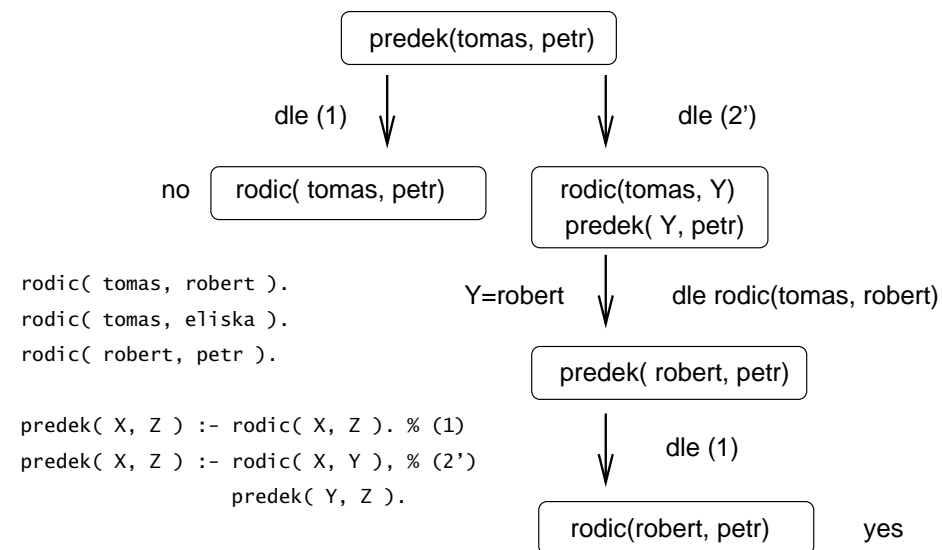 predek(tomas, petr)
dle (1)
dle (2’)
no
rodic( tomas, petr)
rodic(tomas, Y)
predek( Y, petr)
rodic( tomas, robert ).
rodic( tomas, eliska ).
rodic( robert, petr ).
Y=robert
dle rodic(tomas, robert)
predek( robert, petr)
predek( X, Z ) :- rodic( X, Z ). % (1)
predek( X, Z ) :- rodic( X, Y ), % (2’)
predek( Y, Z ).
dle (1)
rodic(robert, petr)
yes